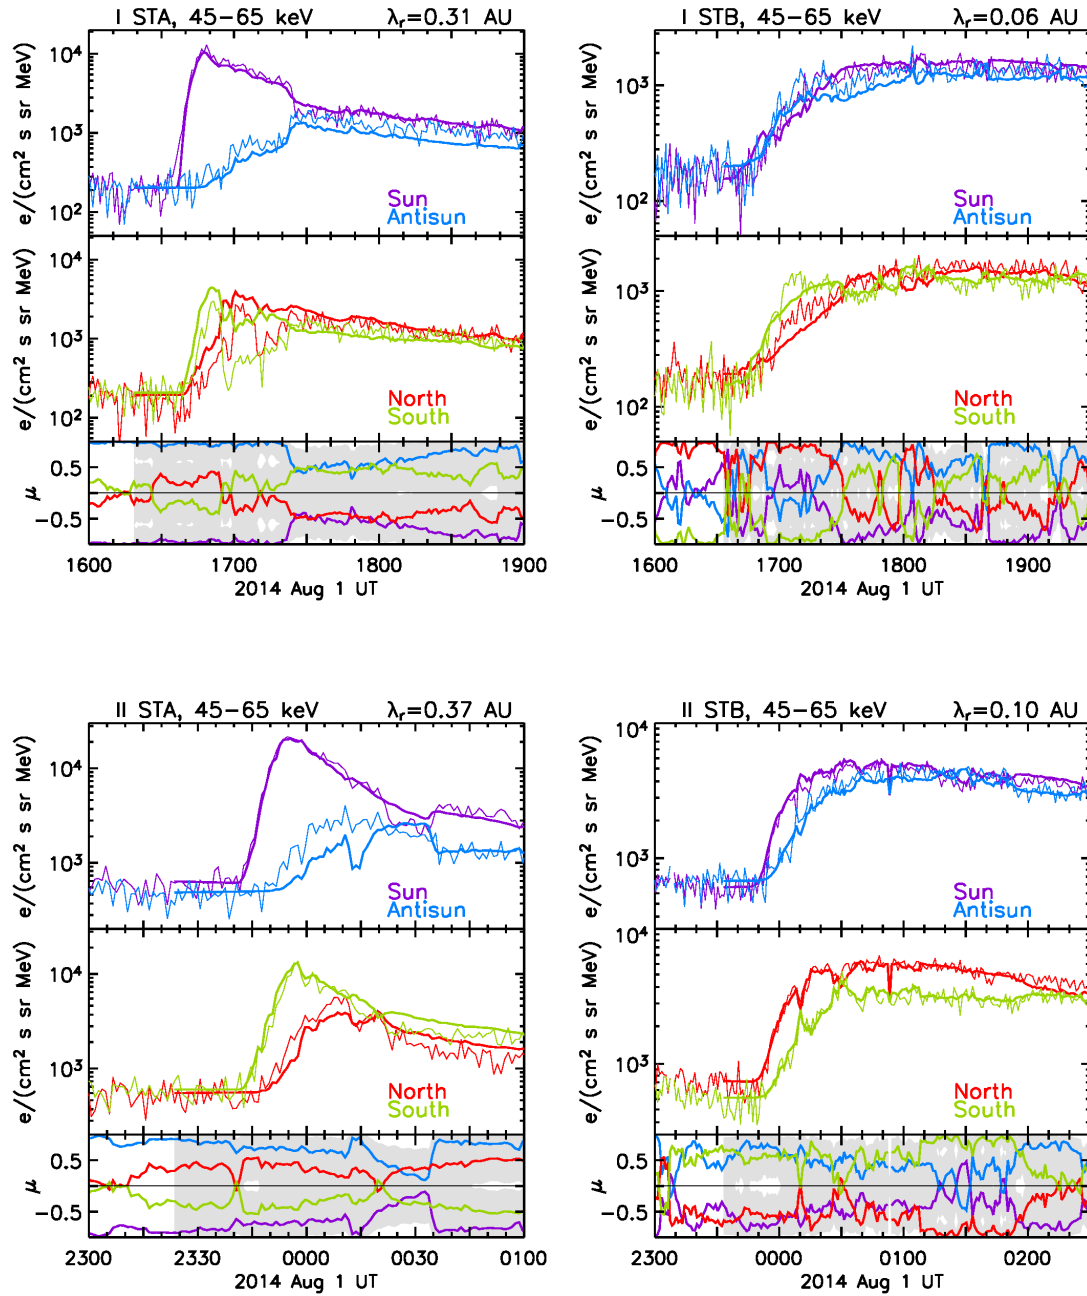 I STA, 45−65 keV λr=0.31 AU
e/(cm² s sr MeV)
10⁴
10³
10²
Sun
Antisun
e/(cm² s sr MeV)
10⁴
10³
10²
North
South
μ
0.5
−0.5
1600 1700 1800 1900
2014 Aug 1 UT
I STB, 45−65 keV λr=0.06 AU
e/(cm² s sr MeV)
10³
10²
Sun
Antisun
e/(cm² s sr MeV)
10³
10²
North
South
μ
0.5
−0.5
1600 1700 1800 1900
2014 Aug 1 UT
II STA, 45−65 keV λr=0.37 AU
e/(cm² s sr MeV)
10⁴
10³
Sun
Antisun
e/(cm² s sr MeV)
10⁴
10³
North
South
μ
0.5
−0.5
2300 2330 0000 0030 0100
2014 Aug 1 UT
II STB, 45−65 keV λr=0.10 AU
e/(cm² s sr MeV)
10⁴
10³
Sun
Antisun
e/(cm² s sr MeV)
10⁴
10³
North
South
μ
0.5
−0.5
2300 0000 0100 0200
2014 Aug 1 UT